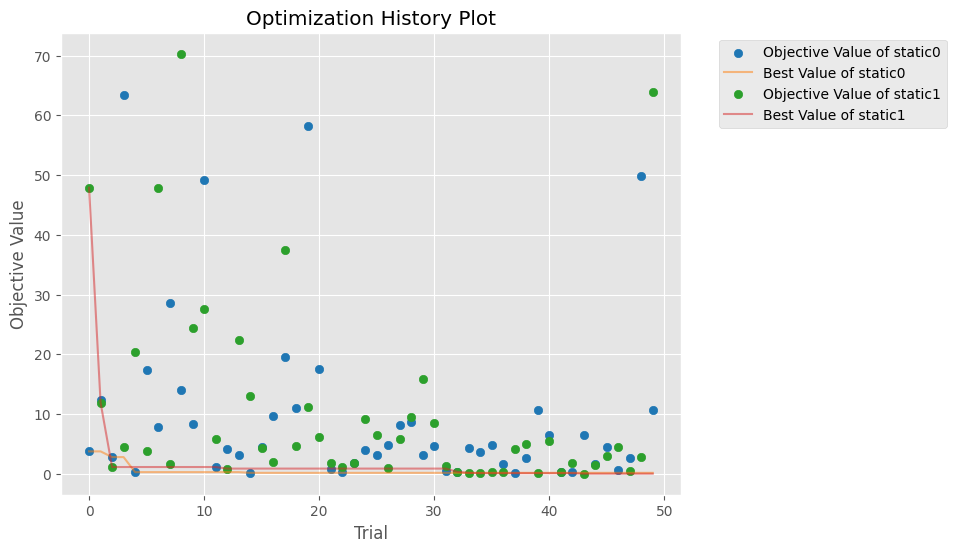 Optimization History Plot
Objective Value of static0
Best Value of static0
Objective Value of static1
Best Value of static1
Objective Value
70
60
50
40
30
20
10
0
0 10 20 30 40 50
Trial